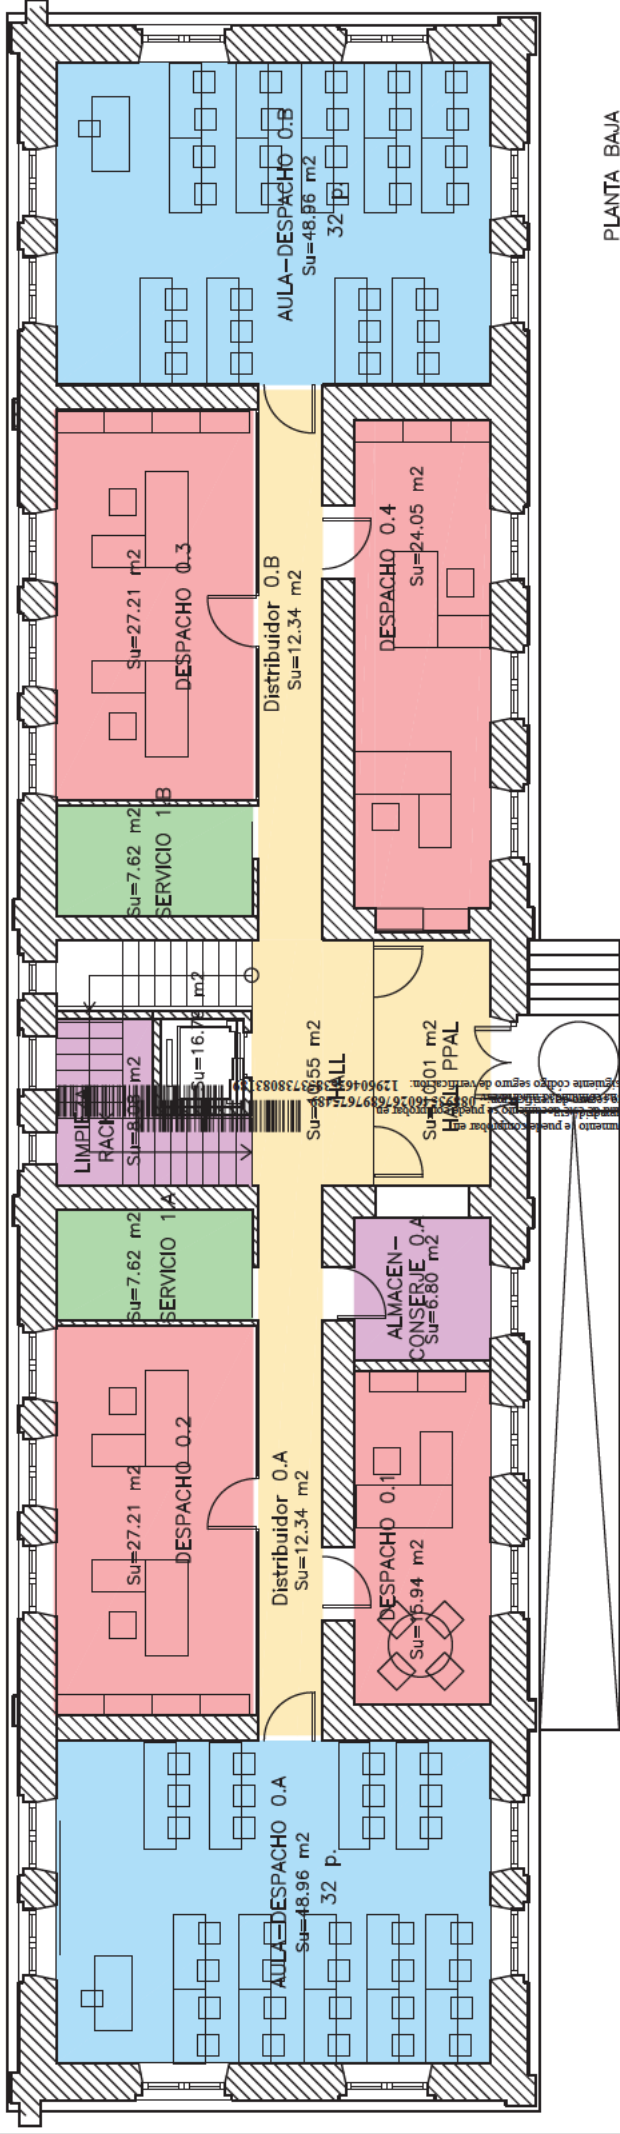 PLANTA BAJA
AULA-DESPACHO 0.B
Su=48.96 m2
32 p.
Su=27.21 m2
DESPACHO 0.3
Distribuidor 0.B
Su=12.34 m2
DESPACHO 0.4
Su=24.05 m2
Su=7.62 m2
SERVICIO 1.B
m2
LIMPIEZA
RACK
m2
HALL
m2
PPAL
m2
Su=7.62 m2
SERVICIO 1.A
ALMACEN-
CONSERJE 0.A
Su=6.80 m2
Su=27.21 m2
DESPACHO 0.2
Distribuidor 0.A
Su=12.34 m2
DESPACHO 0.1
AULA-DESPACHO 0.A
Su=48.96 m2
32 p.